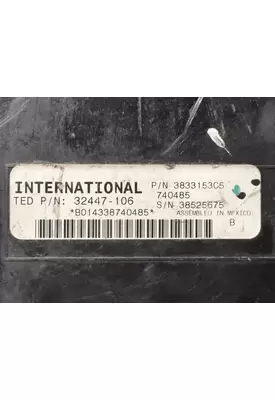 INTERNATIONAL P/N 3833153C5
740485
TED P/N: 32447-106 S/N 38525675
*B014338740485* ASSEMBLED IN MEXICO
B